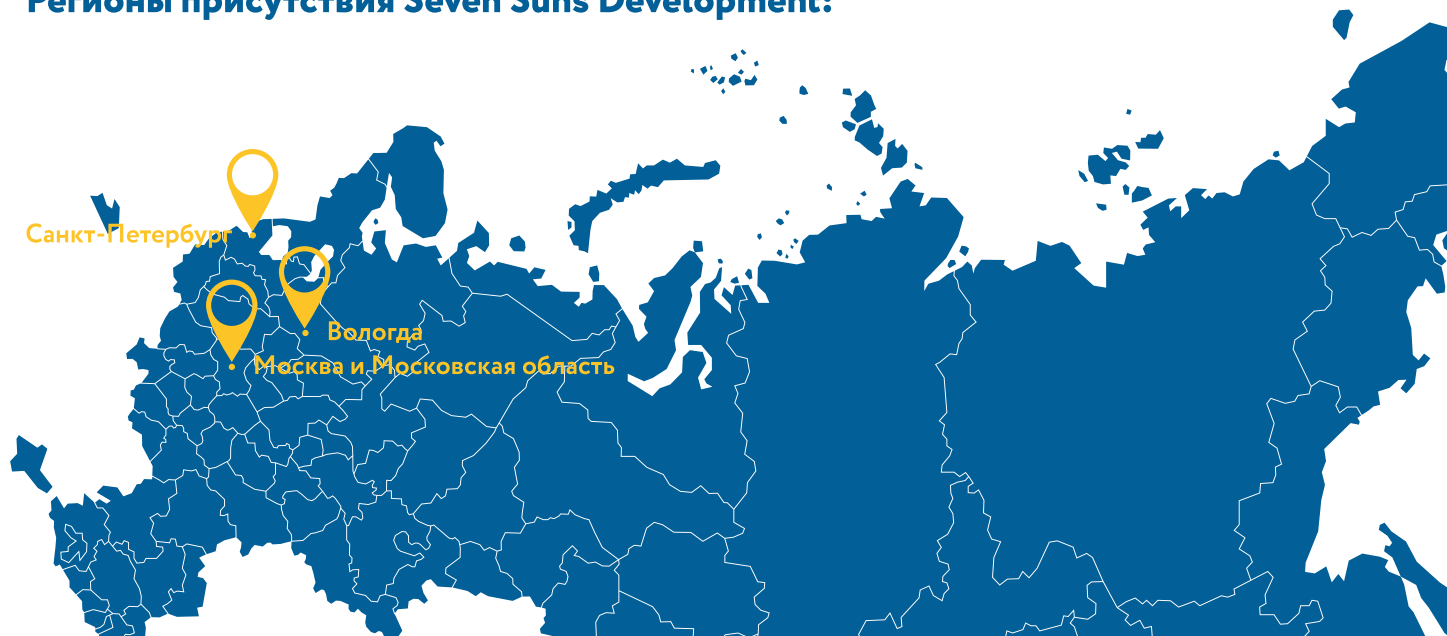 Регионы присутствия Seven Suns Development:
Санкт-Петербург
Вологда
Москва и Московская область